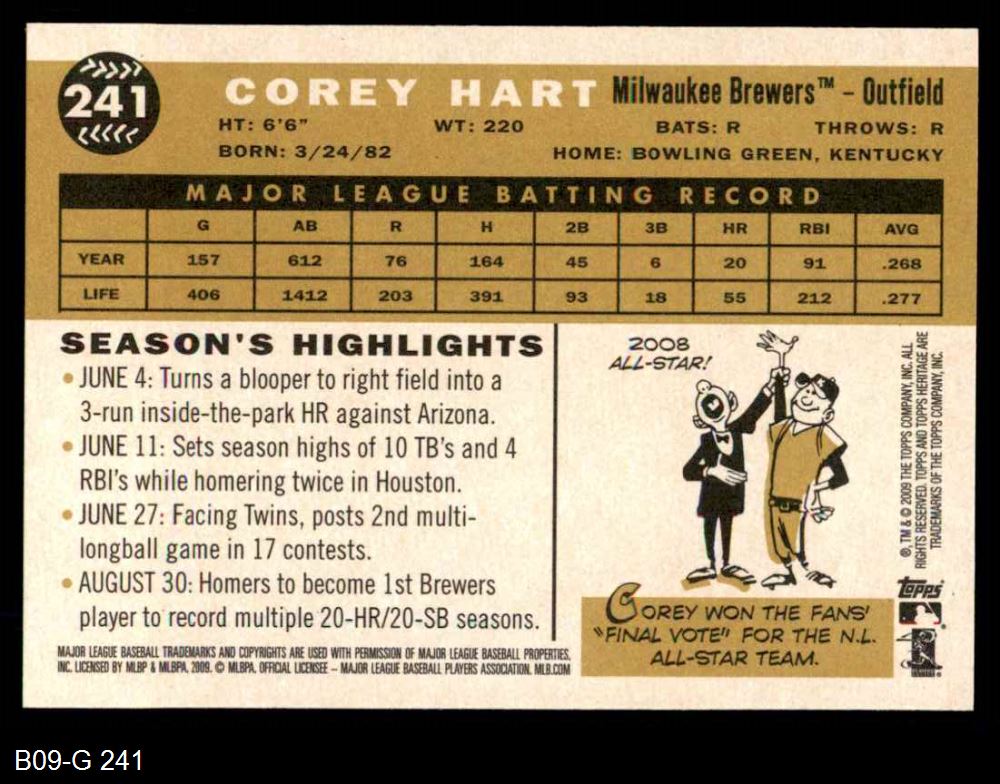 241
COREY HART Milwaukee Brewers™ – Outfield
HT: 6'6" WT: 220 BATS: R THROWS: R
BORN: 3/24/82 HOME: BOWLING GREEN, KENTUCKY
MAJOR LEAGUE BATTING RECORD
G AB R H 2B 3B HR RBI AVG
YEAR 157 612 76 164 45 6 20 91 .268
LIFE 406 1412 203 391 93 18 55 212 .277
SEASON'S HIGHLIGHTS
• JUNE 4: Turns a blooper to right field into a
3-run inside-the-park HR against Arizona.
• JUNE 11: Sets season highs of 10 TB's and 4
RBI's while homering twice in Houston.
• JUNE 27: Facing Twins, posts 2nd multi-
longball game in 17 contests.
• AUGUST 30: Homers to become 1st Brewers
player to record multiple 20-HR/20-SB seasons.
MAJOR LEAGUE BASEBALL TRADEMARKS AND COPYRIGHTS ARE USED WITH PERMISSION OF MAJOR LEAGUE BASEBALL PROPERTIES,
INC. LICENSED BY MLBP & MLBPA, 2009. © MLBPA. OFFICIAL LICENSEE – MAJOR LEAGUE BASEBALL PLAYERS ASSOCIATION. MLB.COM
2008
ALL-STAR!
COREY WON THE FANS'
"FINAL VOTE" FOR THE N.L.
ALL-STAR TEAM.
®, TM & © 2009 THE TOPPS COMPANY, INC. ALL
RIGHTS RESERVED. TOPPS AND TOPPS HERITAGE ARE
TRADEMARKS OF THE TOPPS COMPANY, INC.
Topps
B09-G 241